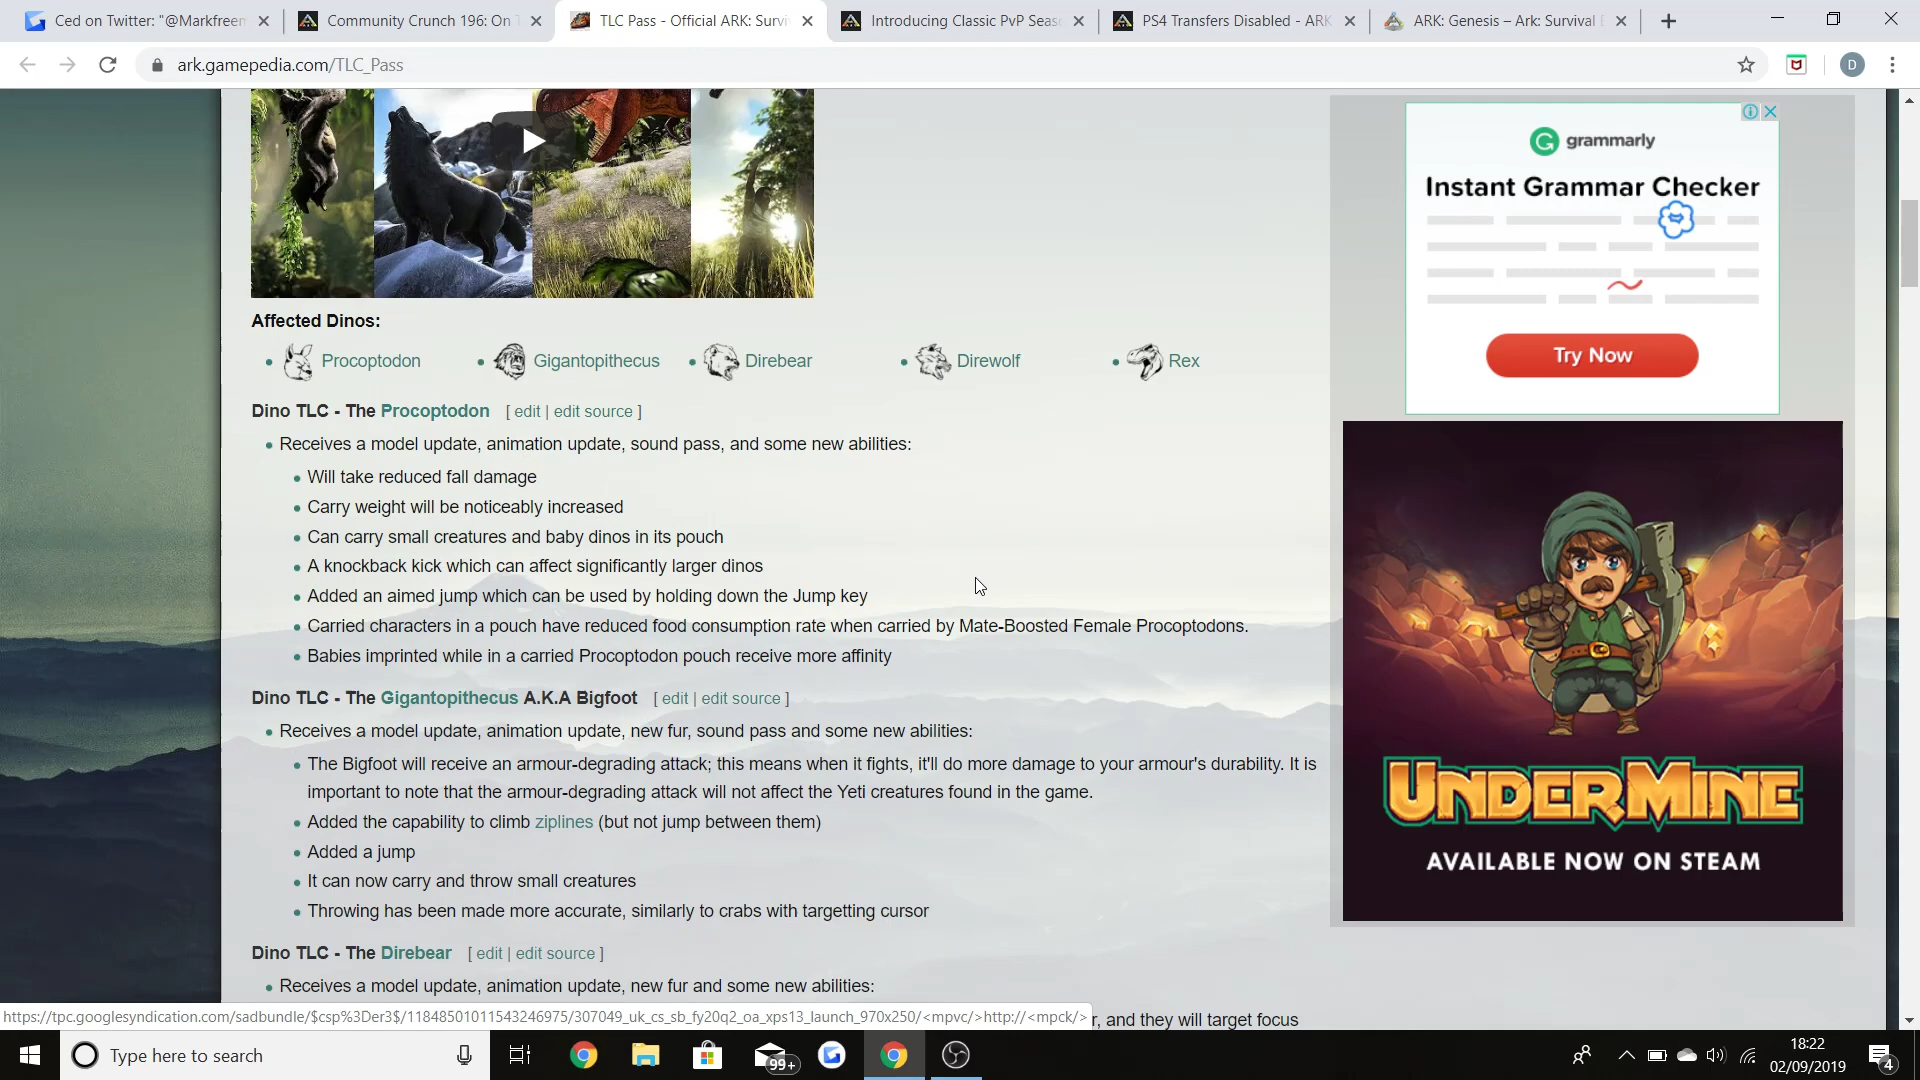 Ced on Twitter: "@Markfreem
Community Crunch 196: On T
TLC Pass - Official ARK: Survi
Introducing Classic PvP Seas
PS4 Transfers Disabled - ARK
ARK: Genesis – Ark: Survival E
ark.gamepedia.com/TLC_Pass
D
grammarly
Instant Grammar Checker
Try Now
Affected Dinos:
Procoptodon Gigantopithecus Direbear Direwolf Rex
Dino TLC - The Procoptodon [ edit | edit source ]
Receives a model update, animation update, sound pass, and some new abilities:
Will take reduced fall damage
Carry weight will be noticeably increased
Can carry small creatures and baby dinos in its pouch
A knockback kick which can affect significantly larger dinos
Added an aimed jump which can be used by holding down the Jump key
Carried characters in a pouch have reduced food consumption rate when carried by Mate-Boosted Female Procoptodons.
Babies imprinted while in a carried Procoptodon pouch receive more affinity
Dino TLC - The Gigantopithecus A.K.A Bigfoot [ edit | edit source ]
Receives a model update, animation update, new fur, sound pass and some new abilities:
The Bigfoot will receive an armour-degrading attack; this means when it fights, it'll do more damage to your armour's durability. It is
important to note that the armour-degrading attack will not affect the Yeti creatures found in the game.
Added the capability to climb ziplines (but not jump between them)
Added a jump
It can now carry and throw small creatures
Throwing has been made more accurate, similarly to crabs with targetting cursor
Dino TLC - The Direbear [ edit | edit source ]
Receives a model update, animation update, new fur and some new abilities:
r, and they will target focus
UNDERMINE
AVAILABLE NOW ON STEAM
https://tpc.googlesyndication.com/sadbundle/$csp%3Der3$/11848501011543246975/307049_uk_cs_sb_fy20q2_oa_xps13_launch_970x250/<mpvc/>http://<mpck/>
Type here to search
99+
18:22
02/09/2019
4